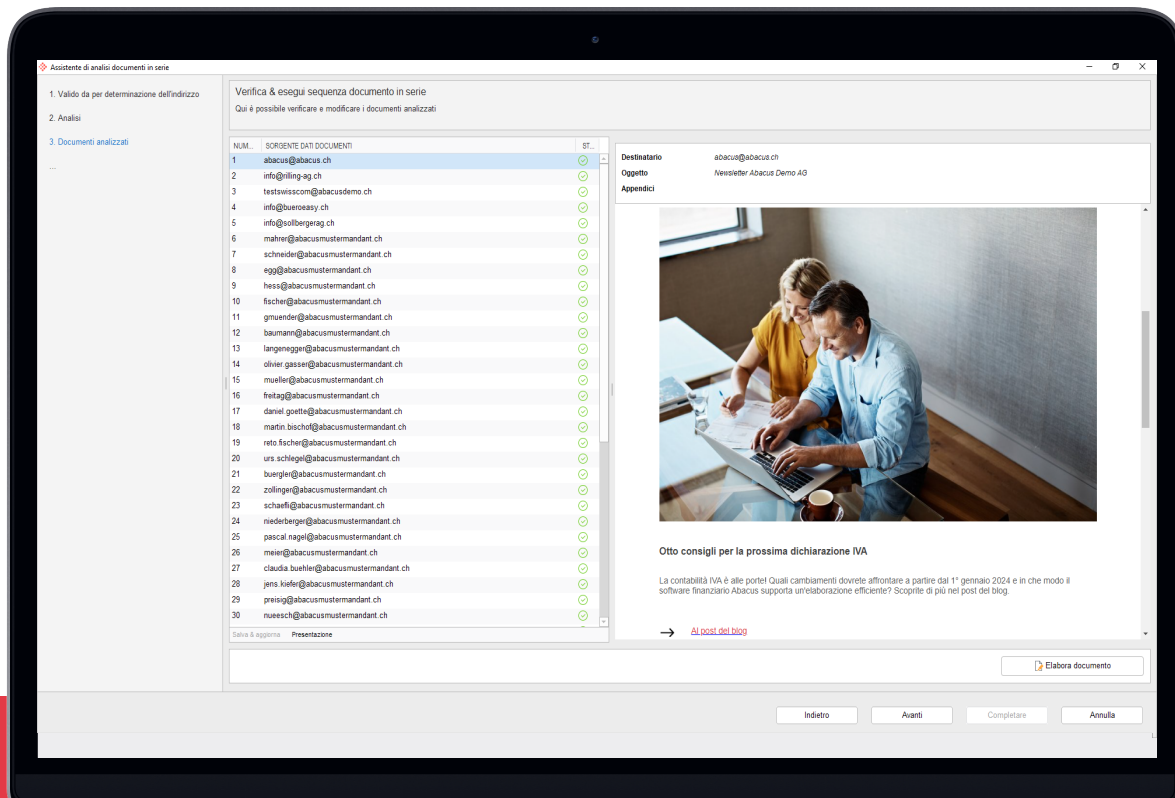 Assistente di analisi documenti in serie
1. Valido da per determinazione dell'indirizzo
2. Analisi
3. Documenti analizzati
...
Verifica & esegui sequenza documento in serie
Qui è possibile verificare e modificare i documenti analizzati
NUM... SORGENTE DATI DOCUMENTI ST...
1 abacus@abacus.ch
2 info@rilling-ag.ch
3 testswisscom@abacusdemo.ch
4 info@bueroeasy.ch
5 info@sollbergerag.ch
6 mahrer@abacusmustermandant.ch
7 schneider@abacusmustermandant.ch
8 egg@abacusmustermandant.ch
9 hess@abacusmustermandant.ch
10 fischer@abacusmustermandant.ch
11 gmuender@abacusmustermandant.ch
12 baumann@abacusmustermandant.ch
13 langenegger@abacusmustermandant.ch
14 olivier.gasser@abacusmustermandant.ch
15 mueller@abacusmustermandant.ch
16 freitag@abacusmustermandant.ch
17 daniel.goette@abacusmustermandant.ch
18 martin.bischof@abacusmustermandant.ch
19 reto.fischer@abacusmustermandant.ch
20 urs.schlegel@abacusmustermandant.ch
21 buergler@abacusmustermandant.ch
22 zollinger@abacusmustermandant.ch
23 schaefli@abacusmustermandant.ch
24 niederberger@abacusmustermandant.ch
25 pascal.nagel@abacusmustermandant.ch
26 meier@abacusmustermandant.ch
27 claudia.buehler@abacusmustermandant.ch
28 jens.kiefer@abacusmustermandant.ch
29 preisig@abacusmustermandant.ch
30 nueesch@abacusmustermandant.ch
Salva & aggiorna Presentazione
Destinatario abacus@abacus.ch
Oggetto Newsletter Abacus Demo AG
Appendici
Otto consigli per la prossima dichiarazione IVA
La contabilità IVA è alle porte! Quali cambiamenti dovrete affrontare a partire dal 1° gennaio 2024 e in che modo il
software finanziario Abacus supporta un'elaborazione efficiente? Scoprite di più nel post del blog.
→ Al post del blog
Elabora documento
Indietro Avanti Completare Annulla